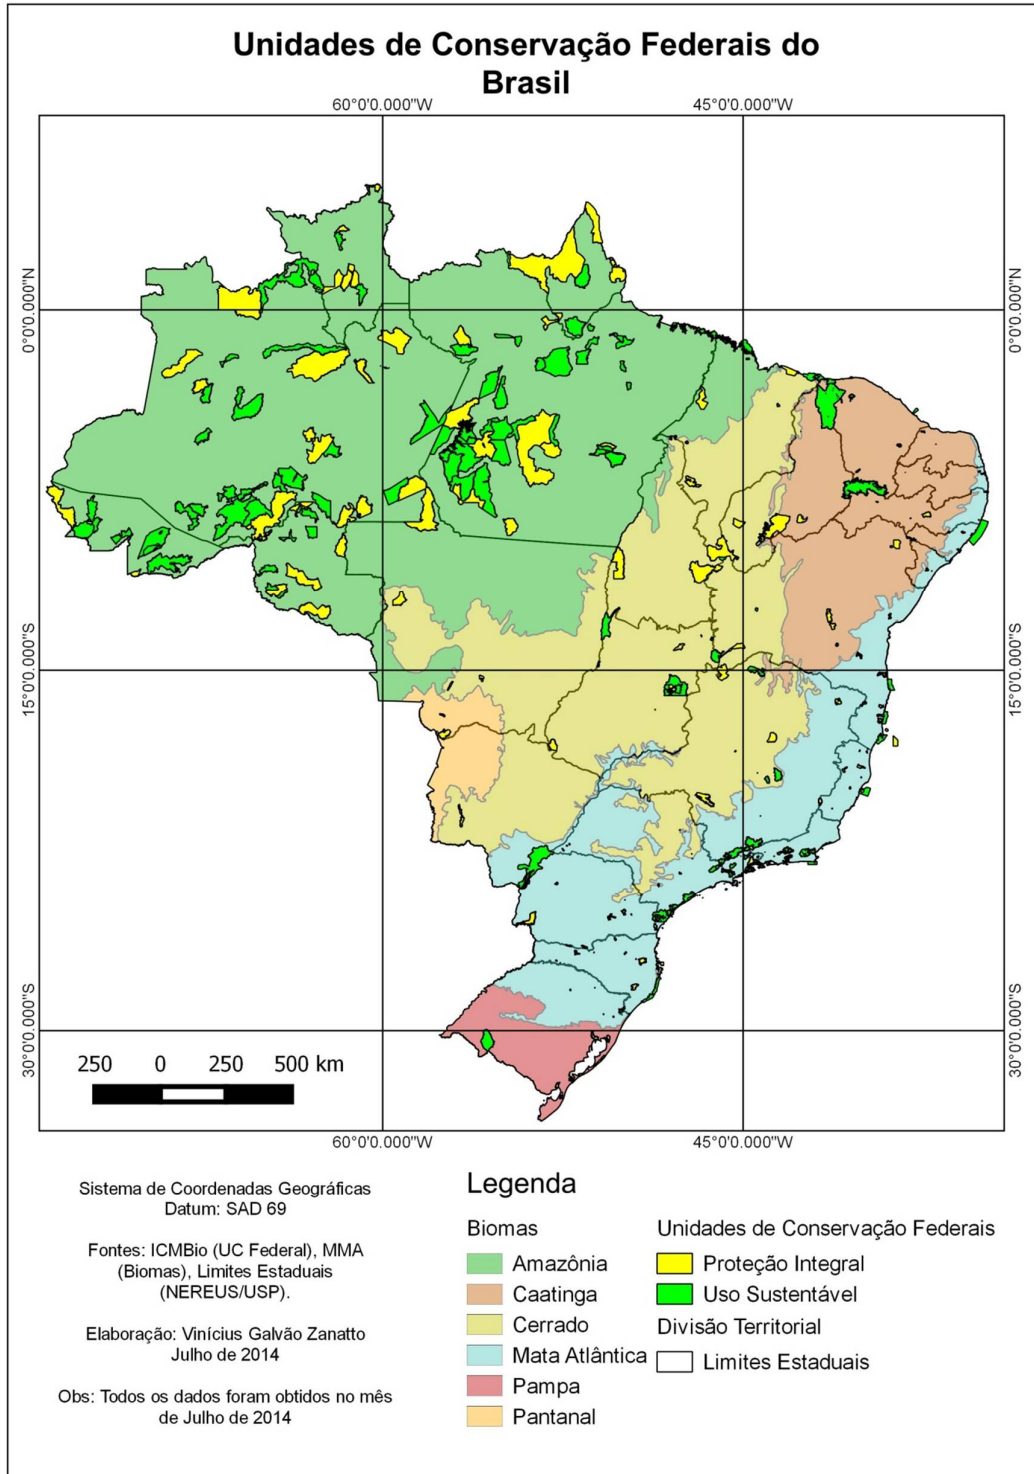 Unidades de Conservação Federais do
Brasil
60°0'0.000"W
45°0'0.000"W
0°0'0.000"N
0°0'0.000"N
15°0'0.000"S
15°0'0.000"S
30°0'0.000"S
30°0'0.000"S
250 0 250 500 km
60°0'0.000"W
45°0'0.000"W
Sistema de Coordenadas Geográficas
Datum: SAD 69
Fontes: ICMBio (UC Federal), MMA
(Biomas), Limites Estaduais
(NEREUS/USP).
Elaboração: Vinícius Galvão Zanatto
Julho de 2014
Obs: Todos os dados foram obtidos no mês
de Julho de 2014
Legenda
Biomas
Amazônia
Caatinga
Cerrado
Mata Atlântica
Pampa
Pantanal
Unidades de Conservação Federais
Proteção Integral
Uso Sustentável
Divisão Territorial
Limites Estaduais